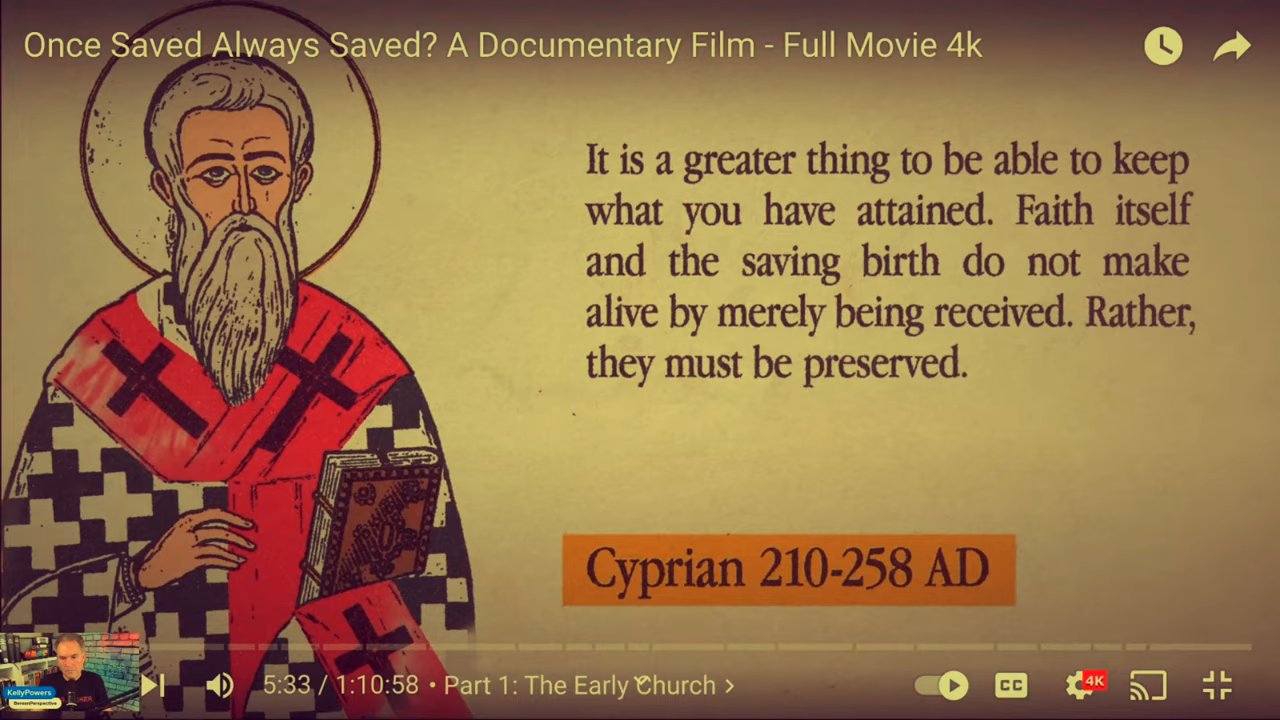 Once Saved Always Saved? A Documentary Film - Full Movie 4k
It is a greater thing to be able to keep
what you have attained. Faith itself
and the saving birth do not make
alive by merely being received. Rather,
they must be preserved.
Cyprian 210-258 AD
KellyPowers
BereanPerspective
5:33 / 1:10:58 • Part 1: The Early Church >
CC
4K